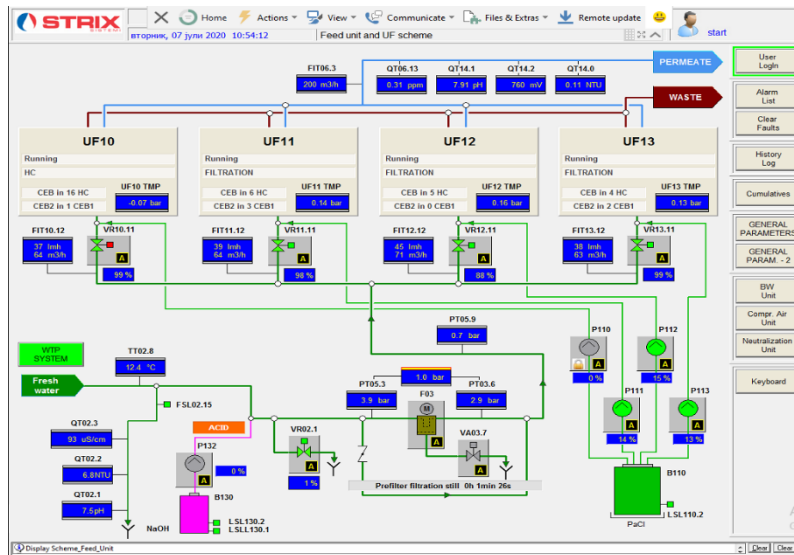 STRIX
SISTEMI
Home
Actions
View
Communicate
Files & Extras
Remote update
вторник, 07 јули 2020 10:54:12
Feed unit and UF scheme
start
PERMEATE
WASTE
FIT06.3
200 m3/h
QT06.13
0.31 ppm
QT14.1
7.91 pH
QT14.2
760 mV
QT14.0
0.11 NTU
UF10
Running
HC
CEB in 16 HC
CEB2 in 1 CEB1
UF10 TMP
-0.07 bar
UF11
Running
FILTRATION
CEB in 6 HC
CEB2 in 3 CEB1
UF11 TMP
0.14 bar
UF12
Running
FILTRATION
CEB in 5 HC
CEB2 in 0 CEB1
UF12 TMP
0.16 bar
UF13
Running
FILTRATION
CEB in 4 HC
CEB2 in 2 CEB1
UF13 TMP
0.13 bar
FIT10.12
37 lmh
64 m3/h
VR10.11
A
99 %
FIT11.12
39 lmh
64 m3/h
VR11.11
A
98 %
FIT12.12
45 lmh
71 m3/h
VR12.11
A
88 %
FIT13.12
38 lmh
63 m3/h
VR13.11
A
99 %
WTP
SYSTEM
Fresh
water
TT02.8
12.4 °C
FSL02.15
QT02.3
93 uS/cm
QT02.2
6.8NTU
QT02.1
7.5pH
ACID
P132
A
0 %
B130
NaOH
LSL130.2
LSLL130.1
VR02.1
A
1 %
PT05.9
0.7 bar
1.0 bar
PT05.3
3.9 bar
F03
M
A
PT03.6
2.9 bar
VA03.7
A
Prefilter filtration still 0h 1min 26s
P110
A
0 %
P112
A
15 %
P111
A
14 %
P113
A
13 %
B110
LSL110.2
PaCl
User
LogIn
Alarm
List
Clear
Faults
History
Log
Cumulatives
GENERAL
PARAMETERS
GENERAL
PARAM. - 2
BW
Unit
Compr. Air
Unit
Neutralization
Unit
Keyboard
Display Scheme_Feed_Unit
Clear
Clear